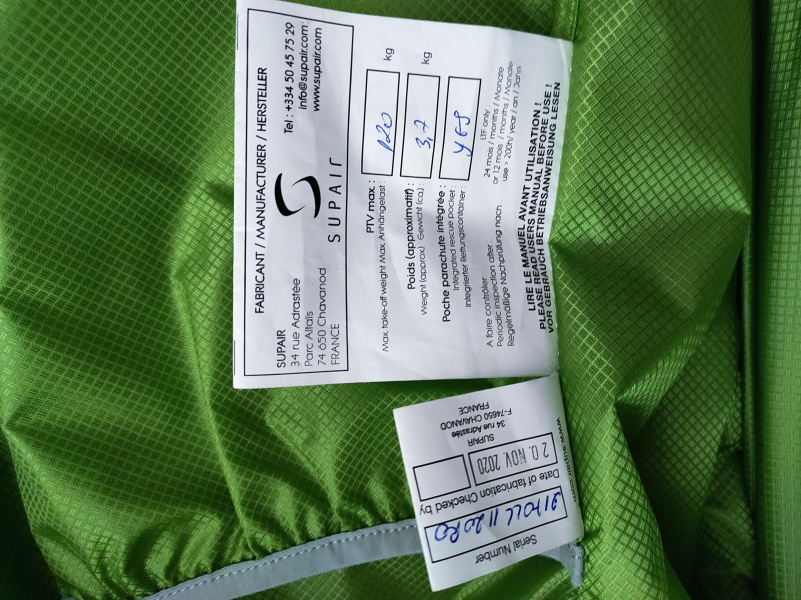 FABRICANT / MANUFACTURER / HERSTELLER
SUPAIR
34 rue Adrastée
Parc Altaïs
74 650 Chavanod
FRANCE
Tel : +334 50 45 75 29
info@supair.com
www.supair.com
SUPAIR
PTV max. : 120 kg
Max. take-off weight Max. Anhängelast :
Poids (approximatif) : 3,7 kg
Weight (approx.) Gewicht (ca.) :
Poche parachute intégrée : YES
Integrated rescue pocket :
Integrierter Rettungscontainer :
LTF only
A faire contrôler 24 mois / months / Monate
Periodic inspection after : or 12 mois / months / Monate
Regelmäßige Nachprüfung nach use > 200h/ year / an / Jahr
LIRE LE MANUEL AVANT UTILISATION !
PLEASE READ USERS MANUAL BEFORE USE !
VOR GEBRAUCH BETRIEBSANWEISUNG LESEN
Serial Number
Date of fabrication Checked by
20. NOV. 2020
SUPAIR
34 rue Adrastée
F-74650 CHAVANOD
FRANCE